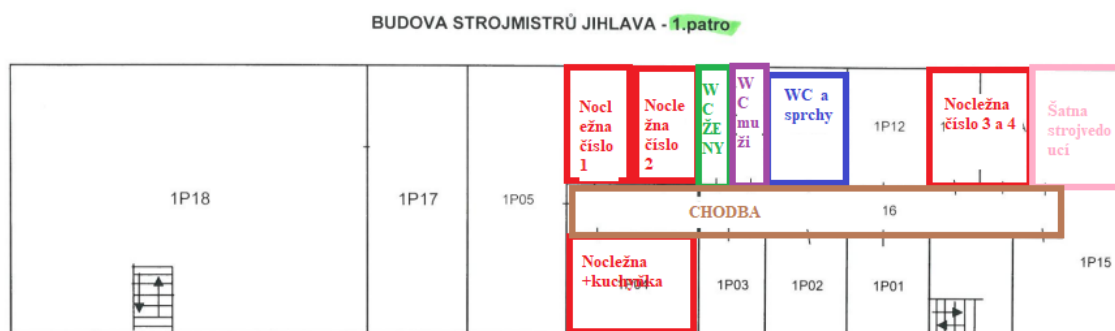 BUDOVA STROJMISTRŮ JIHLAVA - 1.patro
1P18
1P17
1P05
Nocl
ežna
číslo
1
Nocle
žna
číslo
2
W
C
ŽE
NY
W
C
mu
ži
WC a
sprchy
1P12
Nocležna
číslo 3 a 4
Šatna
strojvedo
ucí
CHODBA 16
Nocležna
+kuchyňka
1P04
1P03
1P02
1P01
1P15